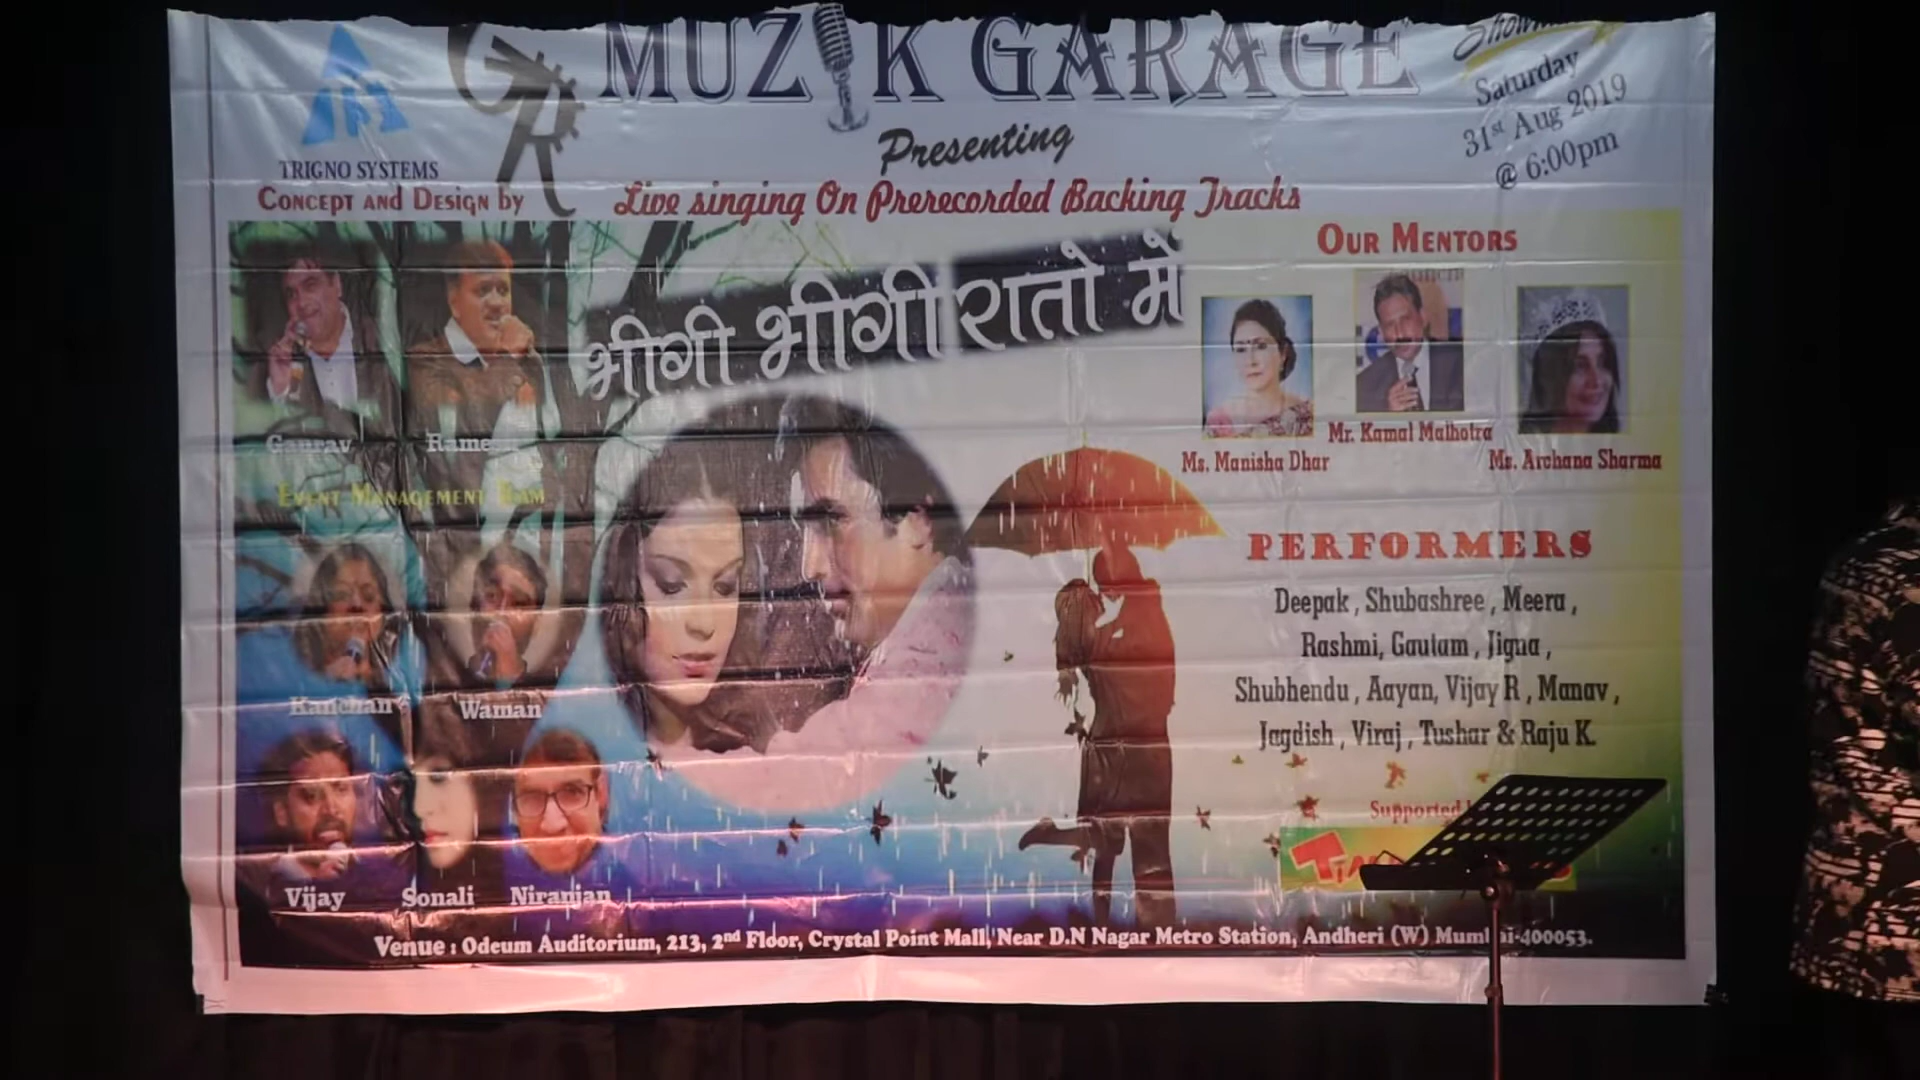 MUZIK GARAGE
Saturday
31st Aug 2019
@ 6:00pm
GR
TRIGNO SYSTEMS
Presenting
CONCEPT AND DESIGN by
Live singing On Prerecorded Backing Tracks
भीगी भीगी रातो में
OUR MENTORS
Ms. Manisha Dhar
Mr. Kamal Malhotra
Ms. Archana Sharma
Gaurav
EVENT MANAGEMENT TEAM
Kanchan
Waman
Vijay
Sonali
Niranjan
PERFORMERS
Deepak, Shubashree, Meera,
Rashmi, Gautam, Jigna,
Shubhendu, Aayan, Vijay R, Manav,
Jagdish, Viraj, Tushar & Raju K.
Supported
Venue : Odeum Auditorium, 213, 2nd Floor, Crystal Point Mall, Near D.N Nagar Metro Station, Andheri (W) Mumbai-400053.